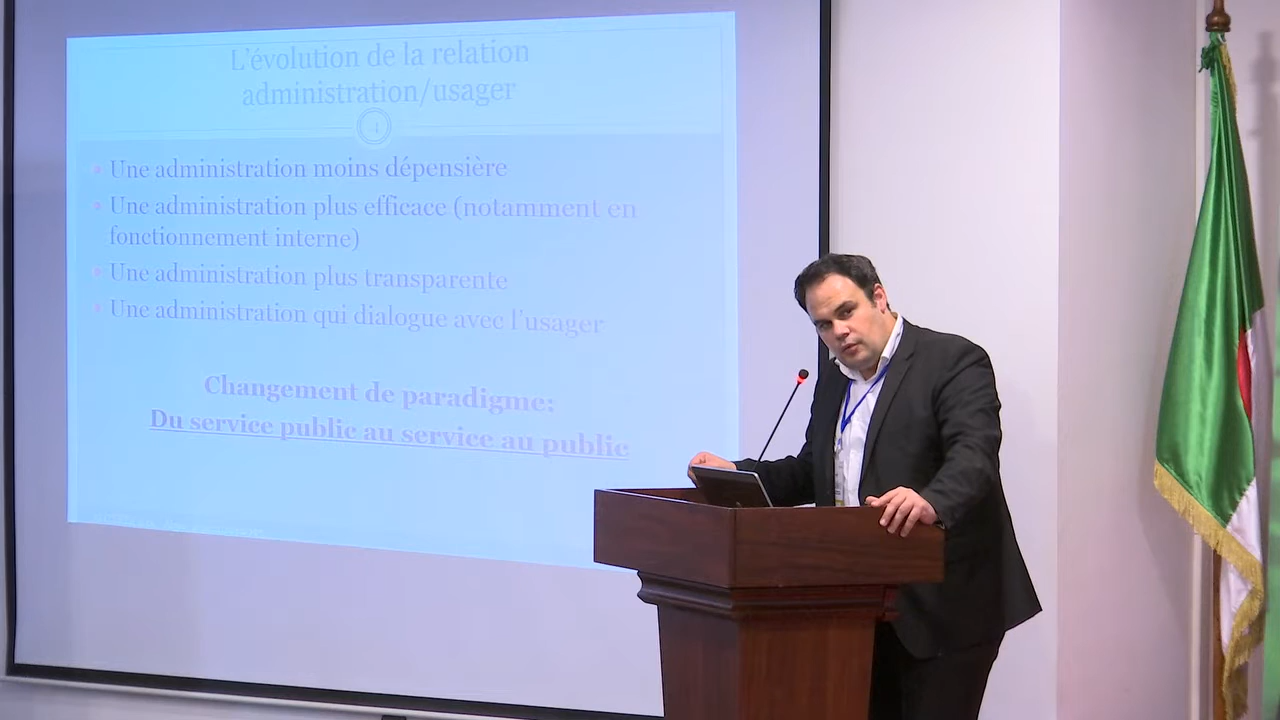 L'évolution de la relation
administration/usager
Une administration moins dépensière
Une administration plus efficace (notamment en
fonctionnement interne)
Une administration plus transparente
Une administration qui dialogue avec l'usager
Changement de paradigme:
Du service public au service au public